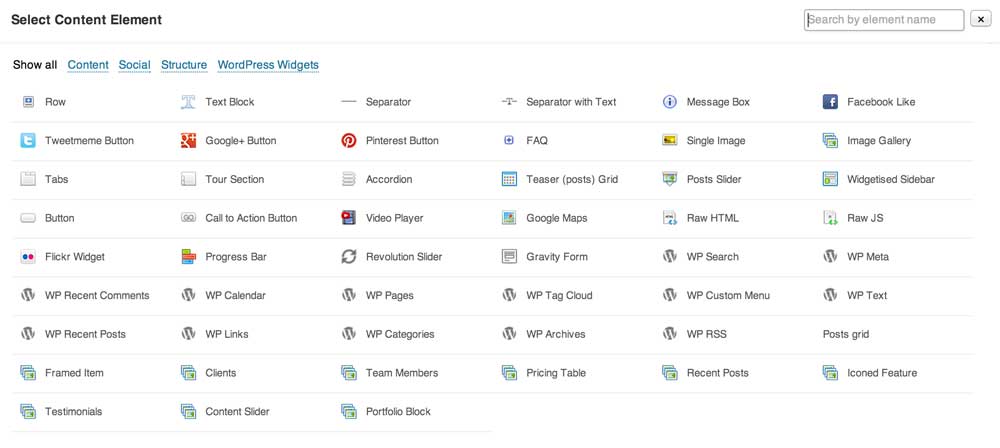 Select Content Element
Search by element name
×
Show all Content Social Structure WordPress Widgets
Row Text Block Separator Separator with Text Message Box Facebook Like
Tweetmeme Button Google+ Button Pinterest Button FAQ Single Image Image Gallery
Tabs Tour Section Accordion Teaser (posts) Grid Posts Slider Widgetised Sidebar
Button Call to Action Button Video Player Google Maps Raw HTML Raw JS
Flickr Widget Progress Bar Revolution Slider Gravity Form WP Search WP Meta
WP Recent Comments WP Calendar WP Pages WP Tag Cloud WP Custom Menu WP Text
WP Recent Posts WP Links WP Categories WP Archives WP RSS Posts grid
Framed Item Clients Team Members Pricing Table Recent Posts Iconed Feature
Testimonials Content Slider Portfolio Block